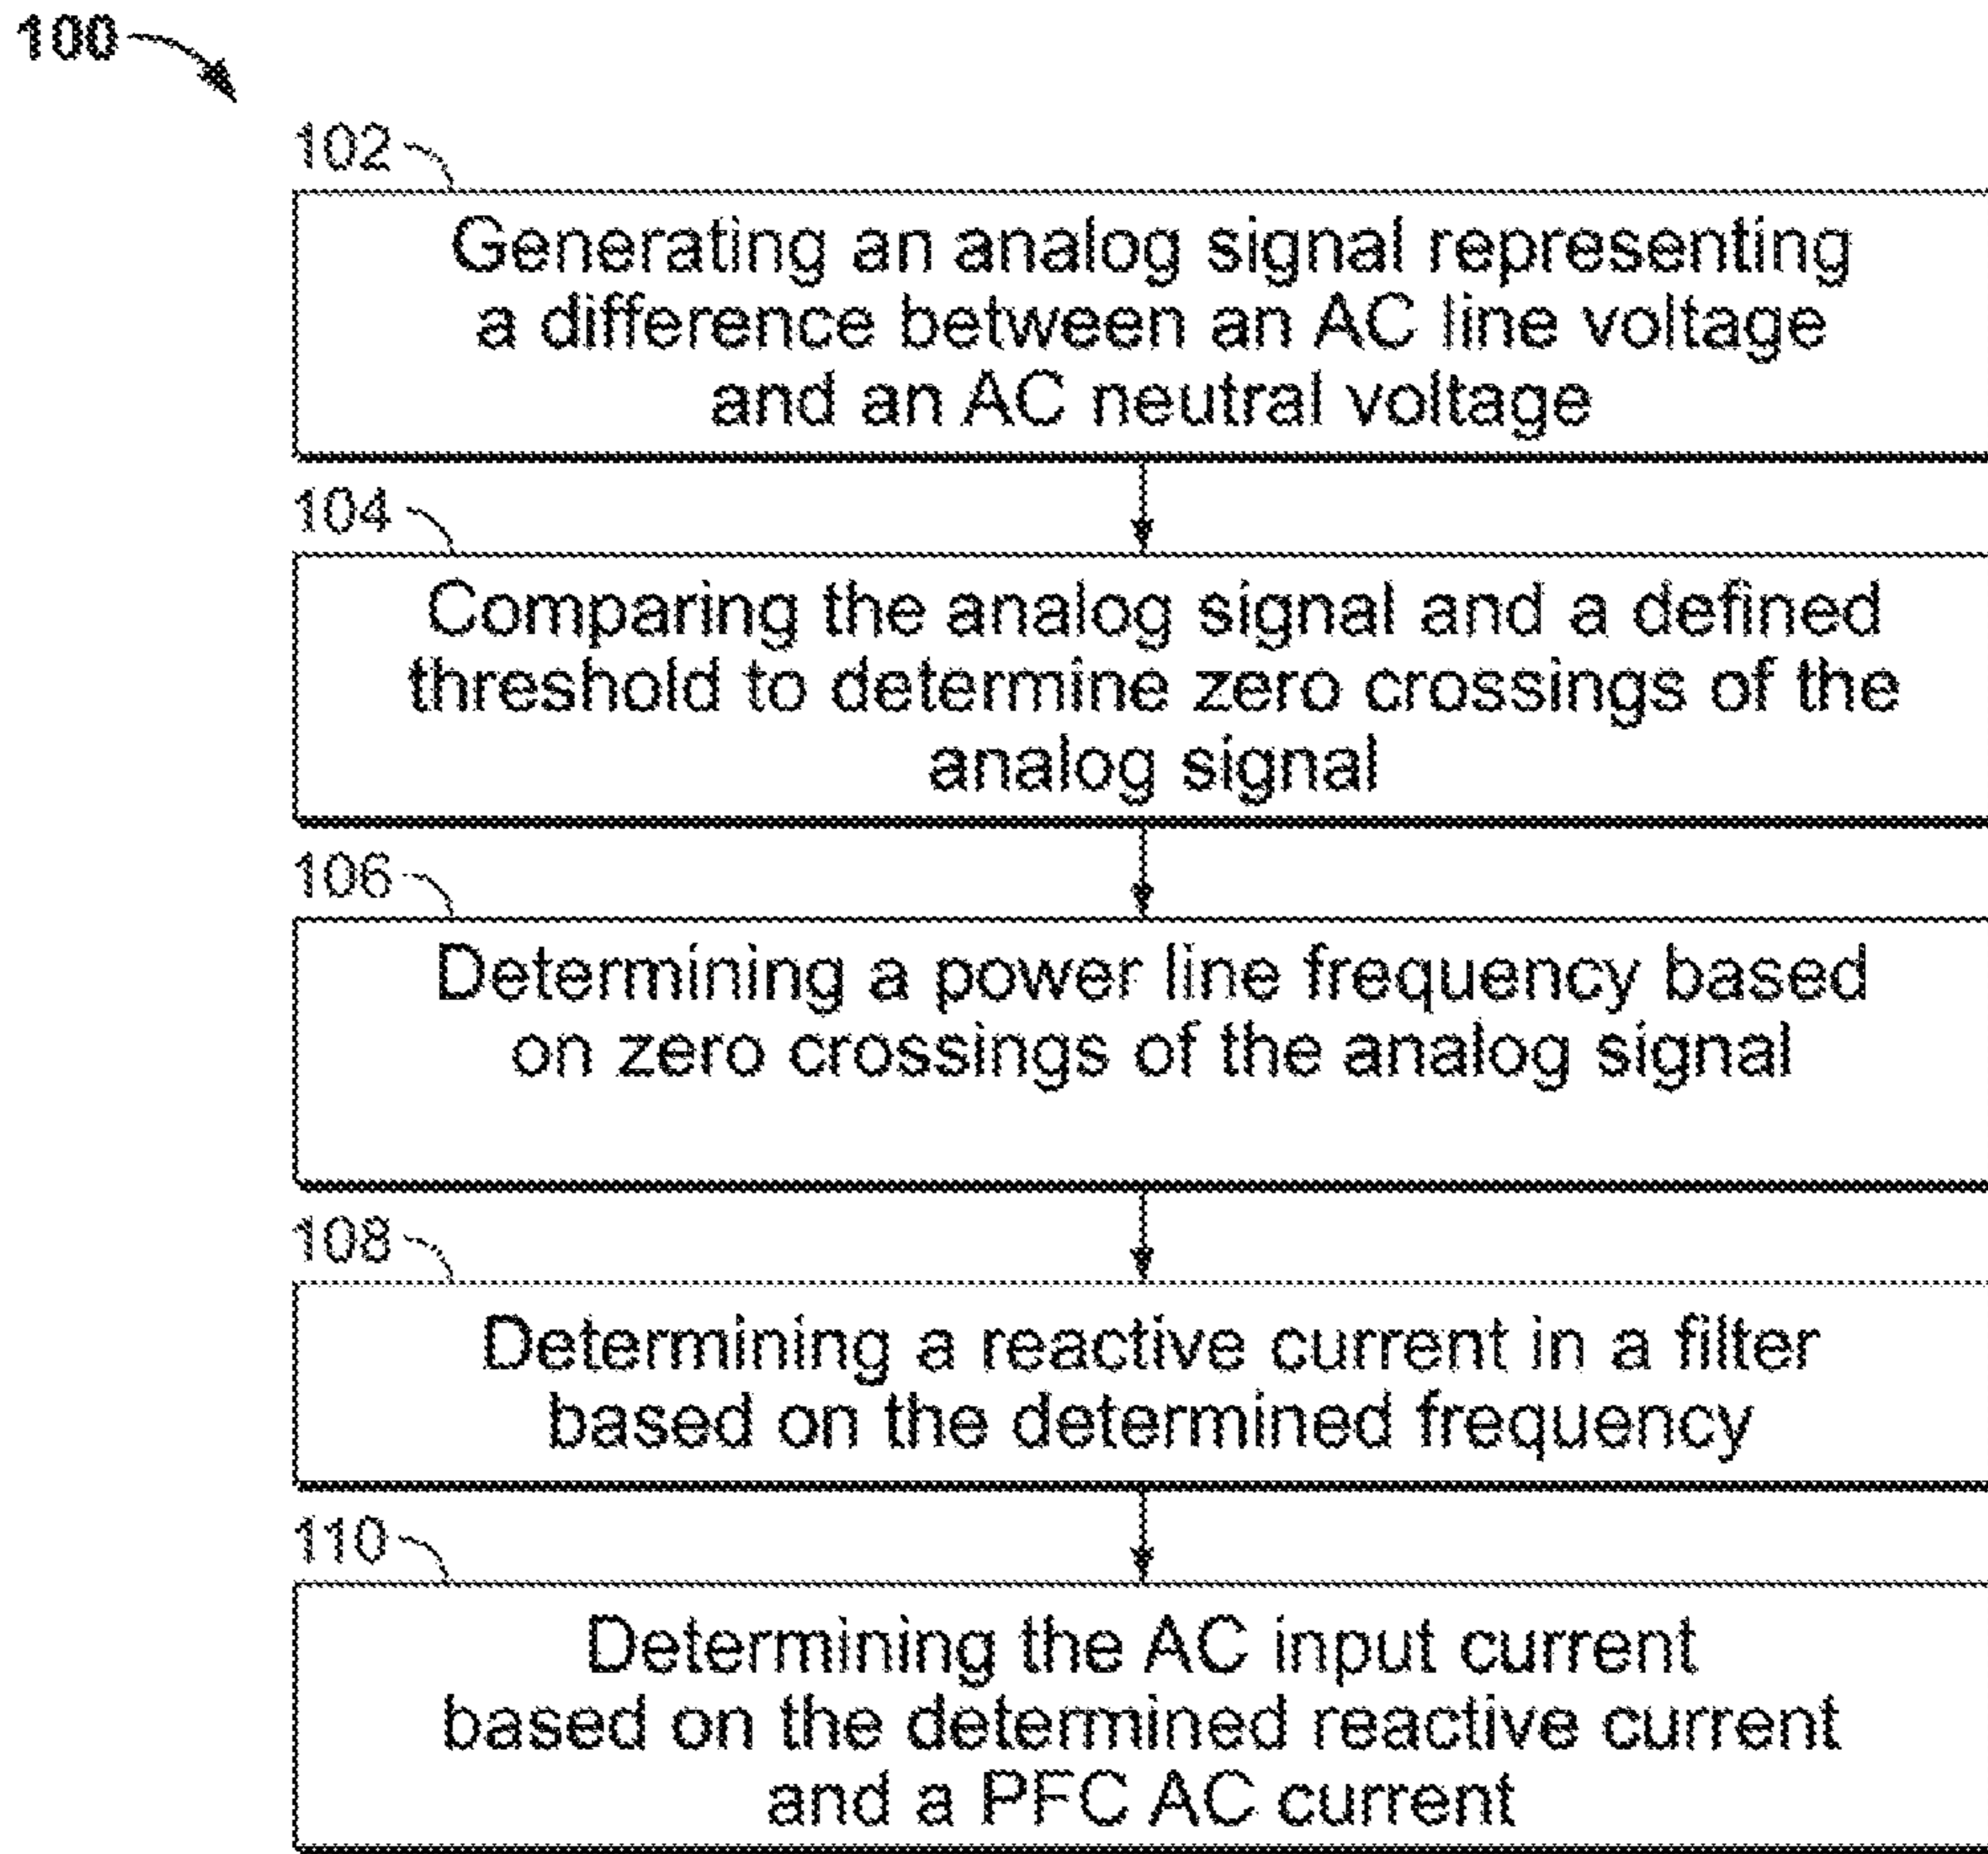 100
102
Generating an analog signal representing
a difference between an AC line voltage
and an AC neutral voltage
104
Comparing the analog signal and a defined
threshold to determine zero crossings of the
analog signal
106
Determining a power line frequency based
on zero crossings of the analog signal
108
Determining a reactive current in a filter
based on the determined frequency
110
Determining the AC input current
based on the determined reactive current
and a PFC AC current